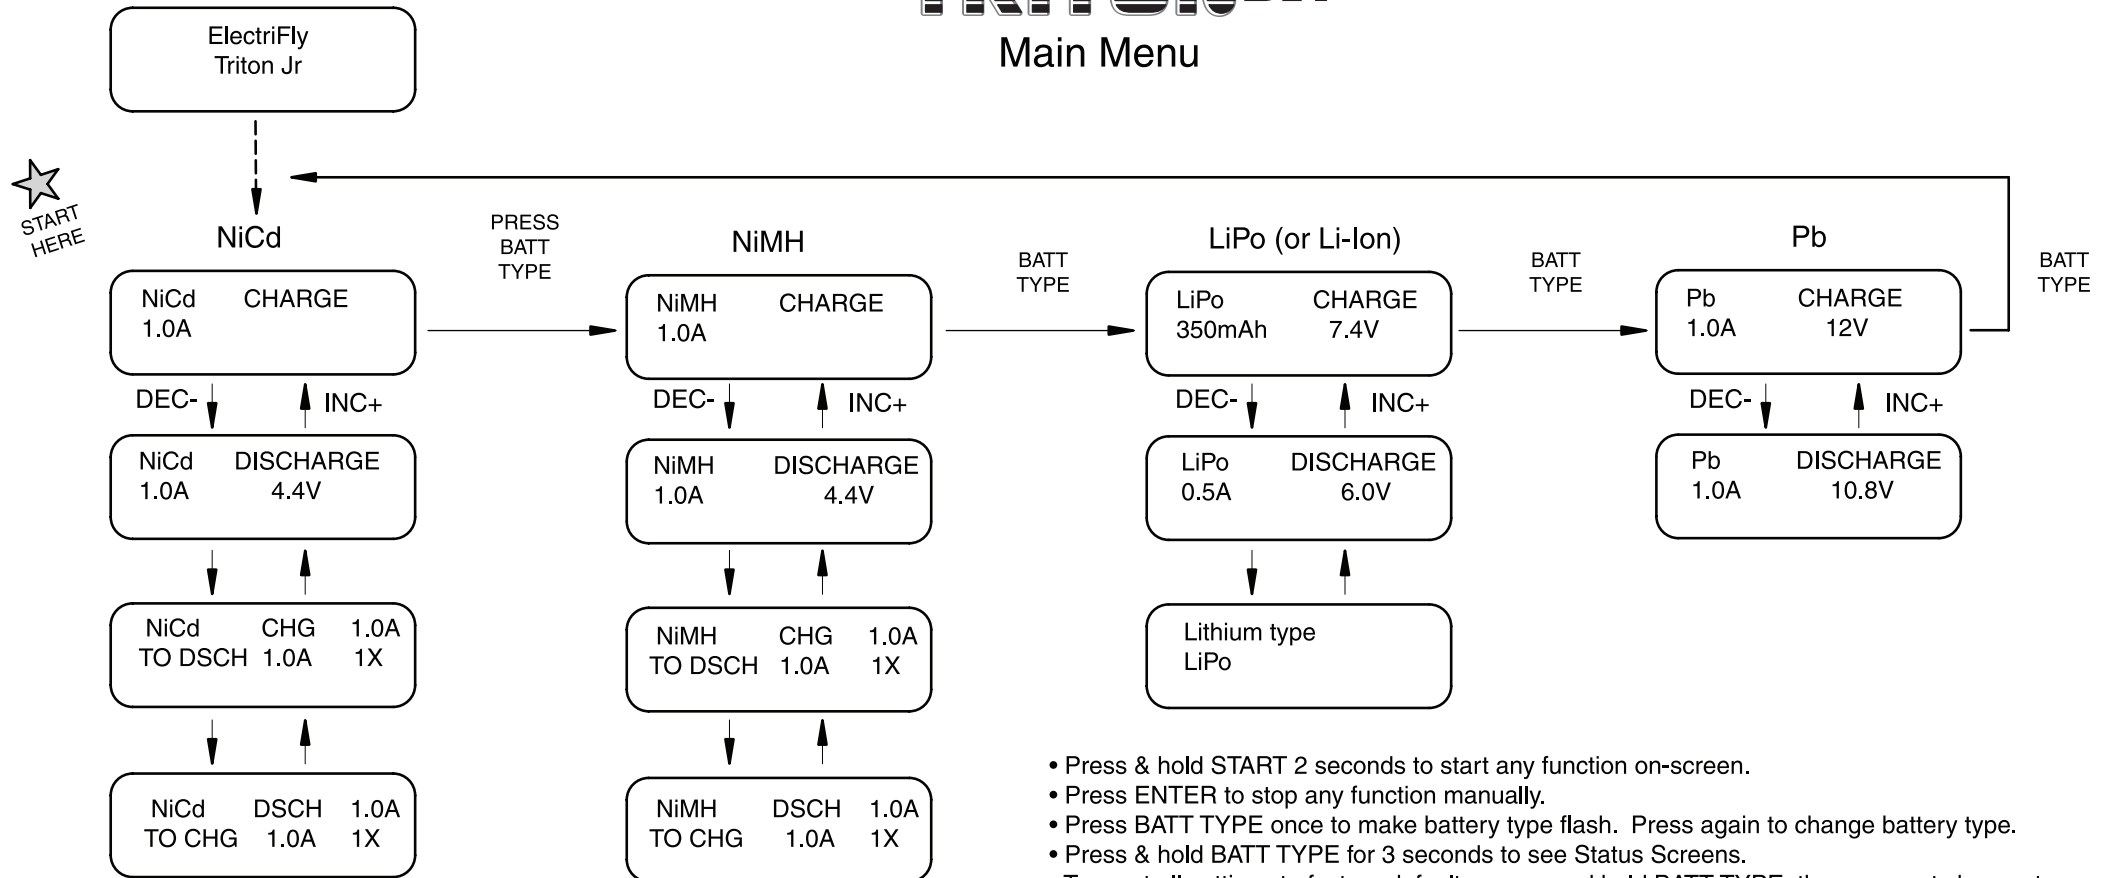 Main Menu
ElectriFly
Triton Jr
START
HERE
NiCd
PRESS
BATT
TYPE
NiMH
BATT
TYPE
LiPo (or Li-Ion)
BATT
TYPE
Pb
BATT
TYPE
NiCd CHARGE
1.0A
NiMH CHARGE
1.0A
LiPo CHARGE
350mAh 7.4V
Pb CHARGE
1.0A 12V
DEC- INC+
DEC- INC+
DEC- INC+
DEC- INC+
NiCd DISCHARGE
1.0A 4.4V
NiMH DISCHARGE
1.0A 4.4V
LiPo DISCHARGE
0.5A 6.0V
Pb DISCHARGE
1.0A 10.8V
NiCd CHG 1.0A
TO DSCH 1.0A 1X
NiMH CHG 1.0A
TO DSCH 1.0A 1X
Lithium type
LiPo
NiCd DSCH 1.0A
TO CHG 1.0A 1X
NiMH DSCH 1.0A
TO CHG 1.0A 1X
• Press & hold START 2 seconds to start any function on-screen.
• Press ENTER to stop any function manually.
• Press BATT TYPE once to make battery type flash. Press again to change battery type.
• Press & hold BATT TYPE for 3 seconds to see Status Screens.